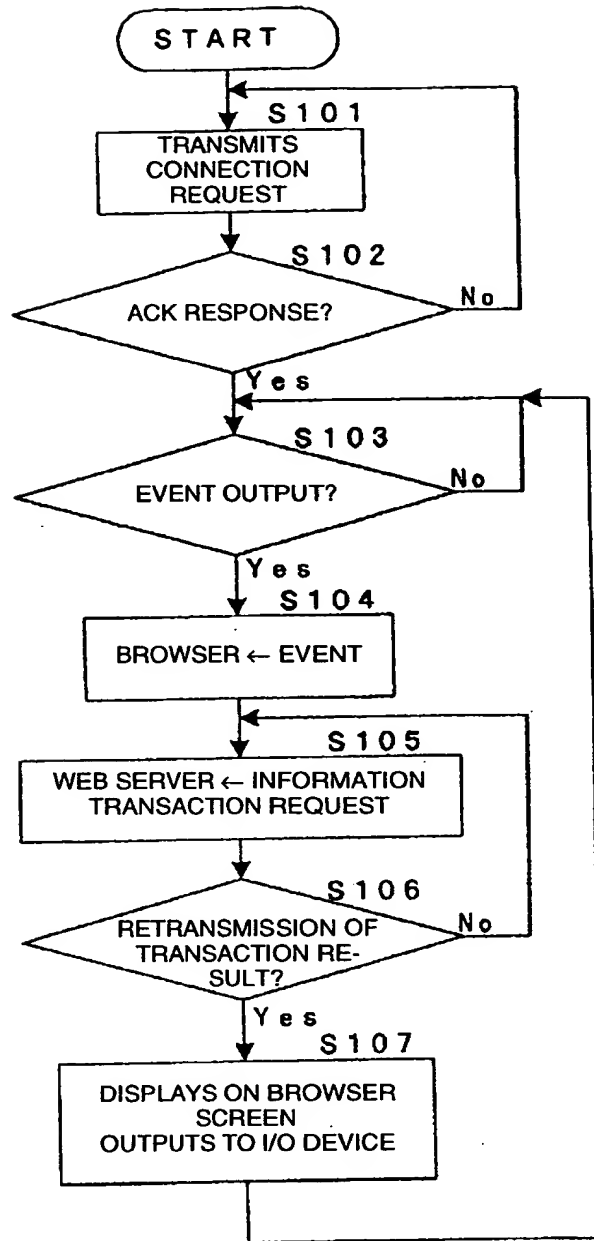 START
S101
TRANSMITS
CONNECTION
REQUEST
S102
ACK RESPONSE?
No
Yes
S103
EVENT OUTPUT?
No
Yes
S104
BROWSER ← EVENT
S105
WEB SERVER ← INFORMATION
TRANSACTION REQUEST
S106
RETRANSMISSION OF
TRANSACTION RE-
SULT?
No
Yes
S107
DISPLAYS ON BROWSER
SCREEN
OUTPUTS TO I/O DEVICE